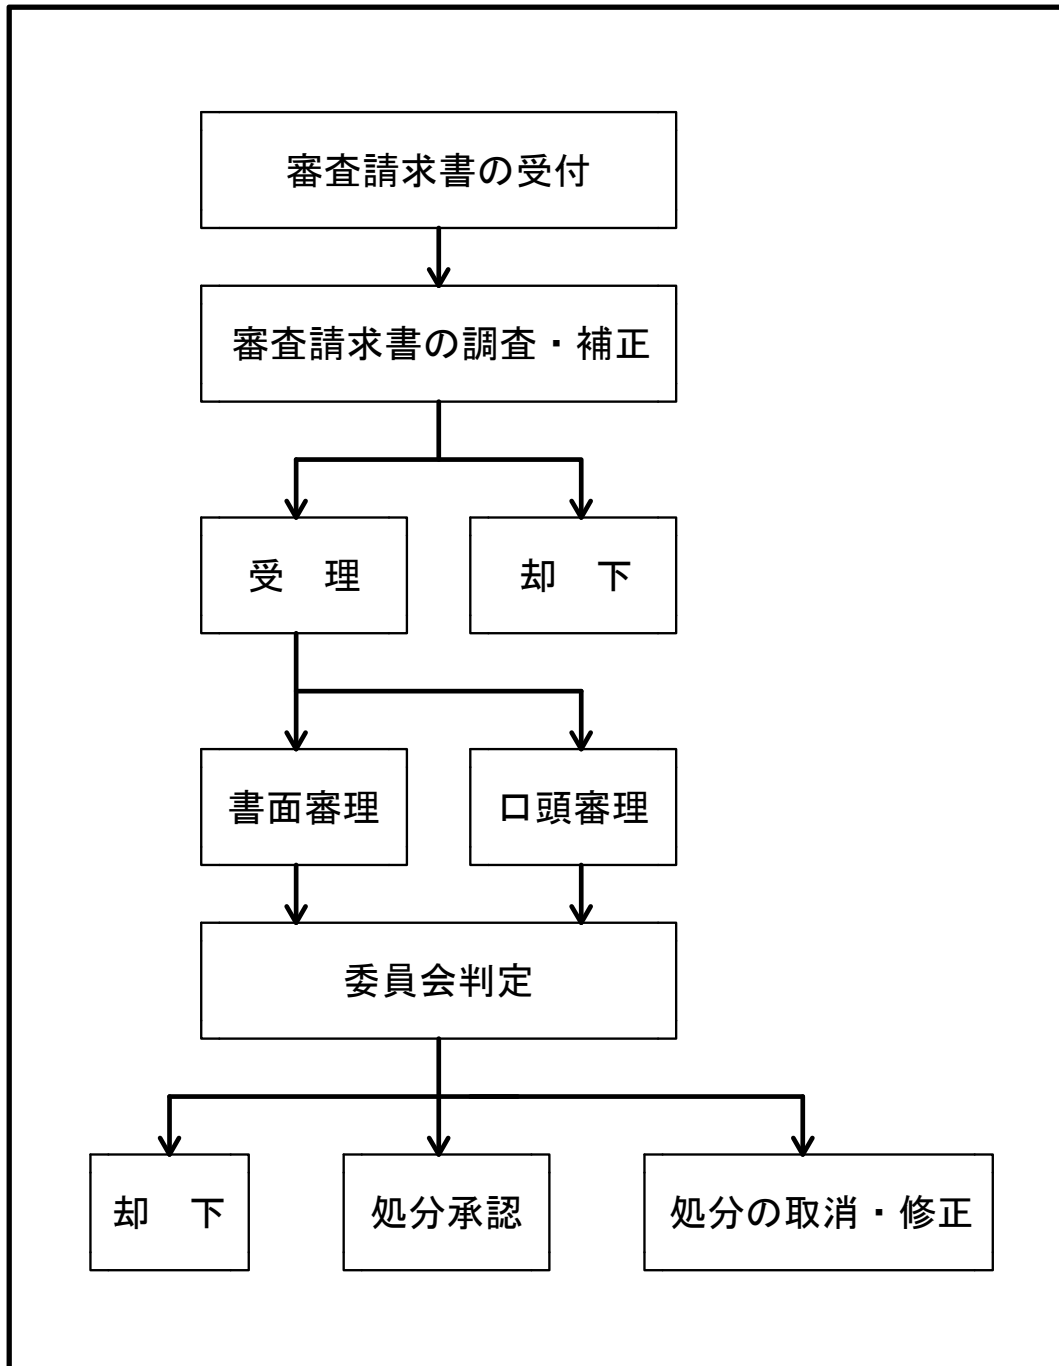 審査請求書の受付
審査請求書の調査・補正
受　理
却　下
書面審理
口頭審理
委員会判定
却　下
処分承認
処分の取消・修正